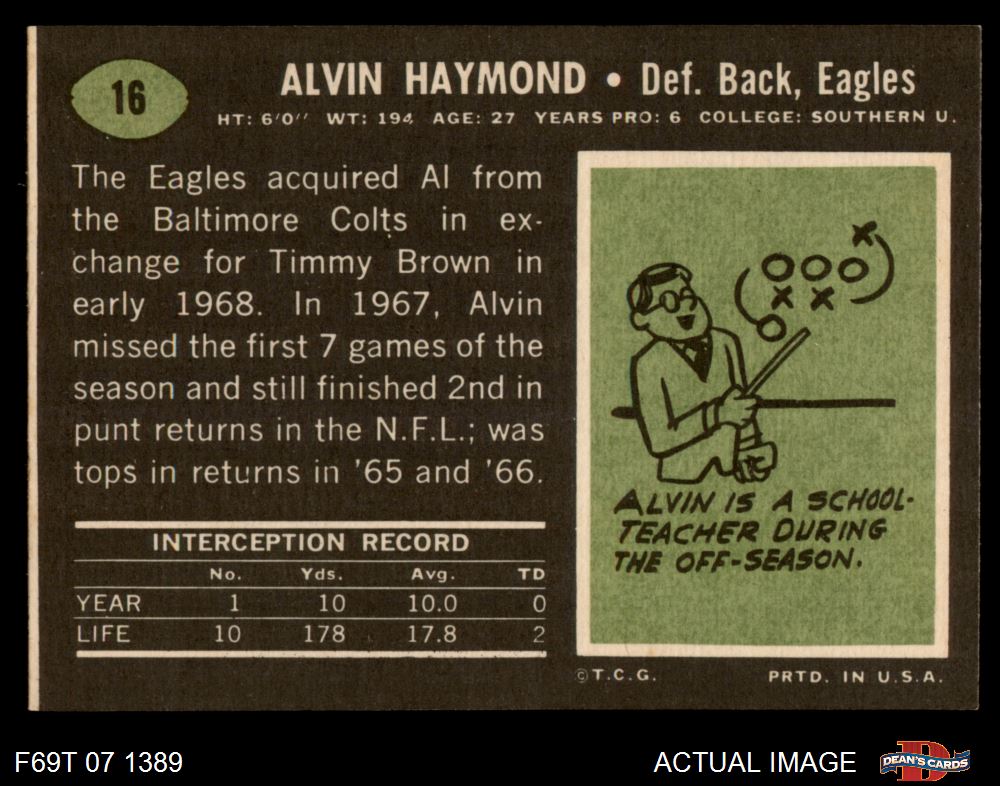 16
ALVIN HAYMOND • Def. Back, Eagles
HT: 6'0" WT: 194 AGE: 27 YEARS PRO: 6 COLLEGE: SOUTHERN U.
The Eagles acquired Al from
the Baltimore Colts in ex-
change for Timmy Brown in
early 1968. In 1967, Alvin
missed the first 7 games of the
season and still finished 2nd in
punt returns in the N.F.L.; was
tops in returns in '65 and '66.
INTERCEPTION RECORD
No. Yds. Avg. TD
YEAR 1 10 10.0 0
LIFE 10 178 17.8 2
ALVIN IS A SCHOOL-
TEACHER DURING
THE OFF-SEASON.
©T.C.G. PRTD. IN U.S.A.
F69T 07 1389 ACTUAL IMAGE DEAN'S CARDS